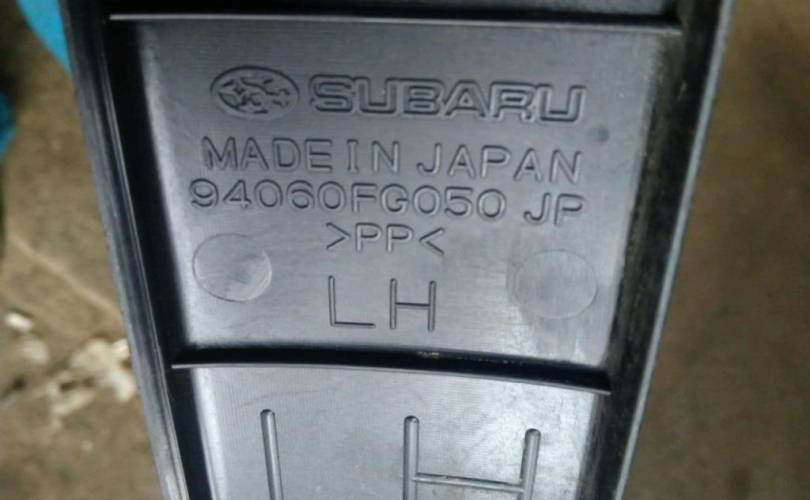 SUBARU
MADE IN JAPAN
94060FG050 JP
>PP<
LH
LH